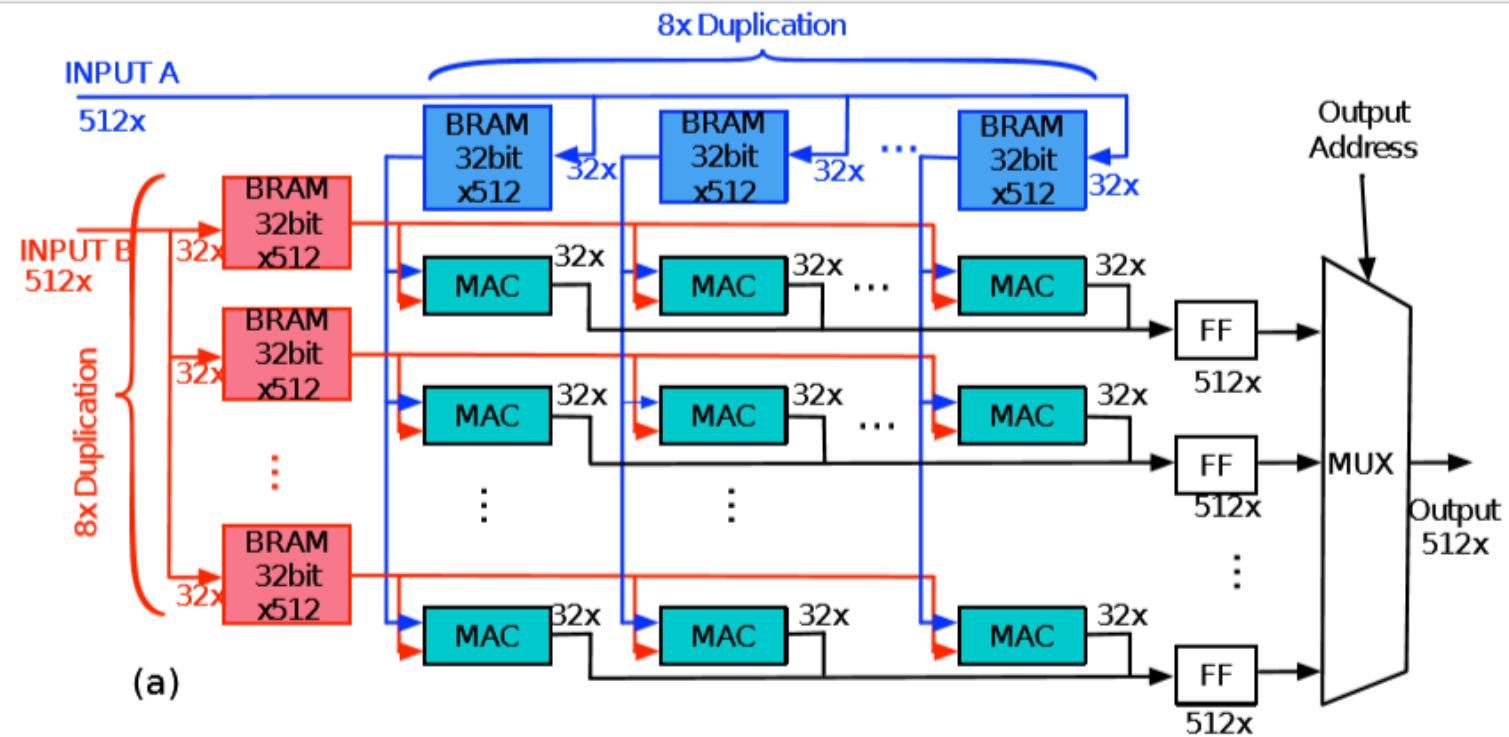 8x Duplication
INPUT A
512x
BRAM
32bit
x512
32x
BRAM
32bit
x512
32x
...
BRAM
32bit
x512
32x
Output
Address
INPUT B
512x
32x
BRAM
32bit
x512
MAC
32x
MAC
32x
...
MAC
32x
FF
512x
8x Duplication
32x
BRAM
32bit
x512
MAC
32x
MAC
32x
...
MAC
32x
FF
512x
MUX
Output
512x
...
...
...
...
32x
BRAM
32bit
x512
MAC
32x
MAC
32x
MAC
32x
FF
512x
(a)